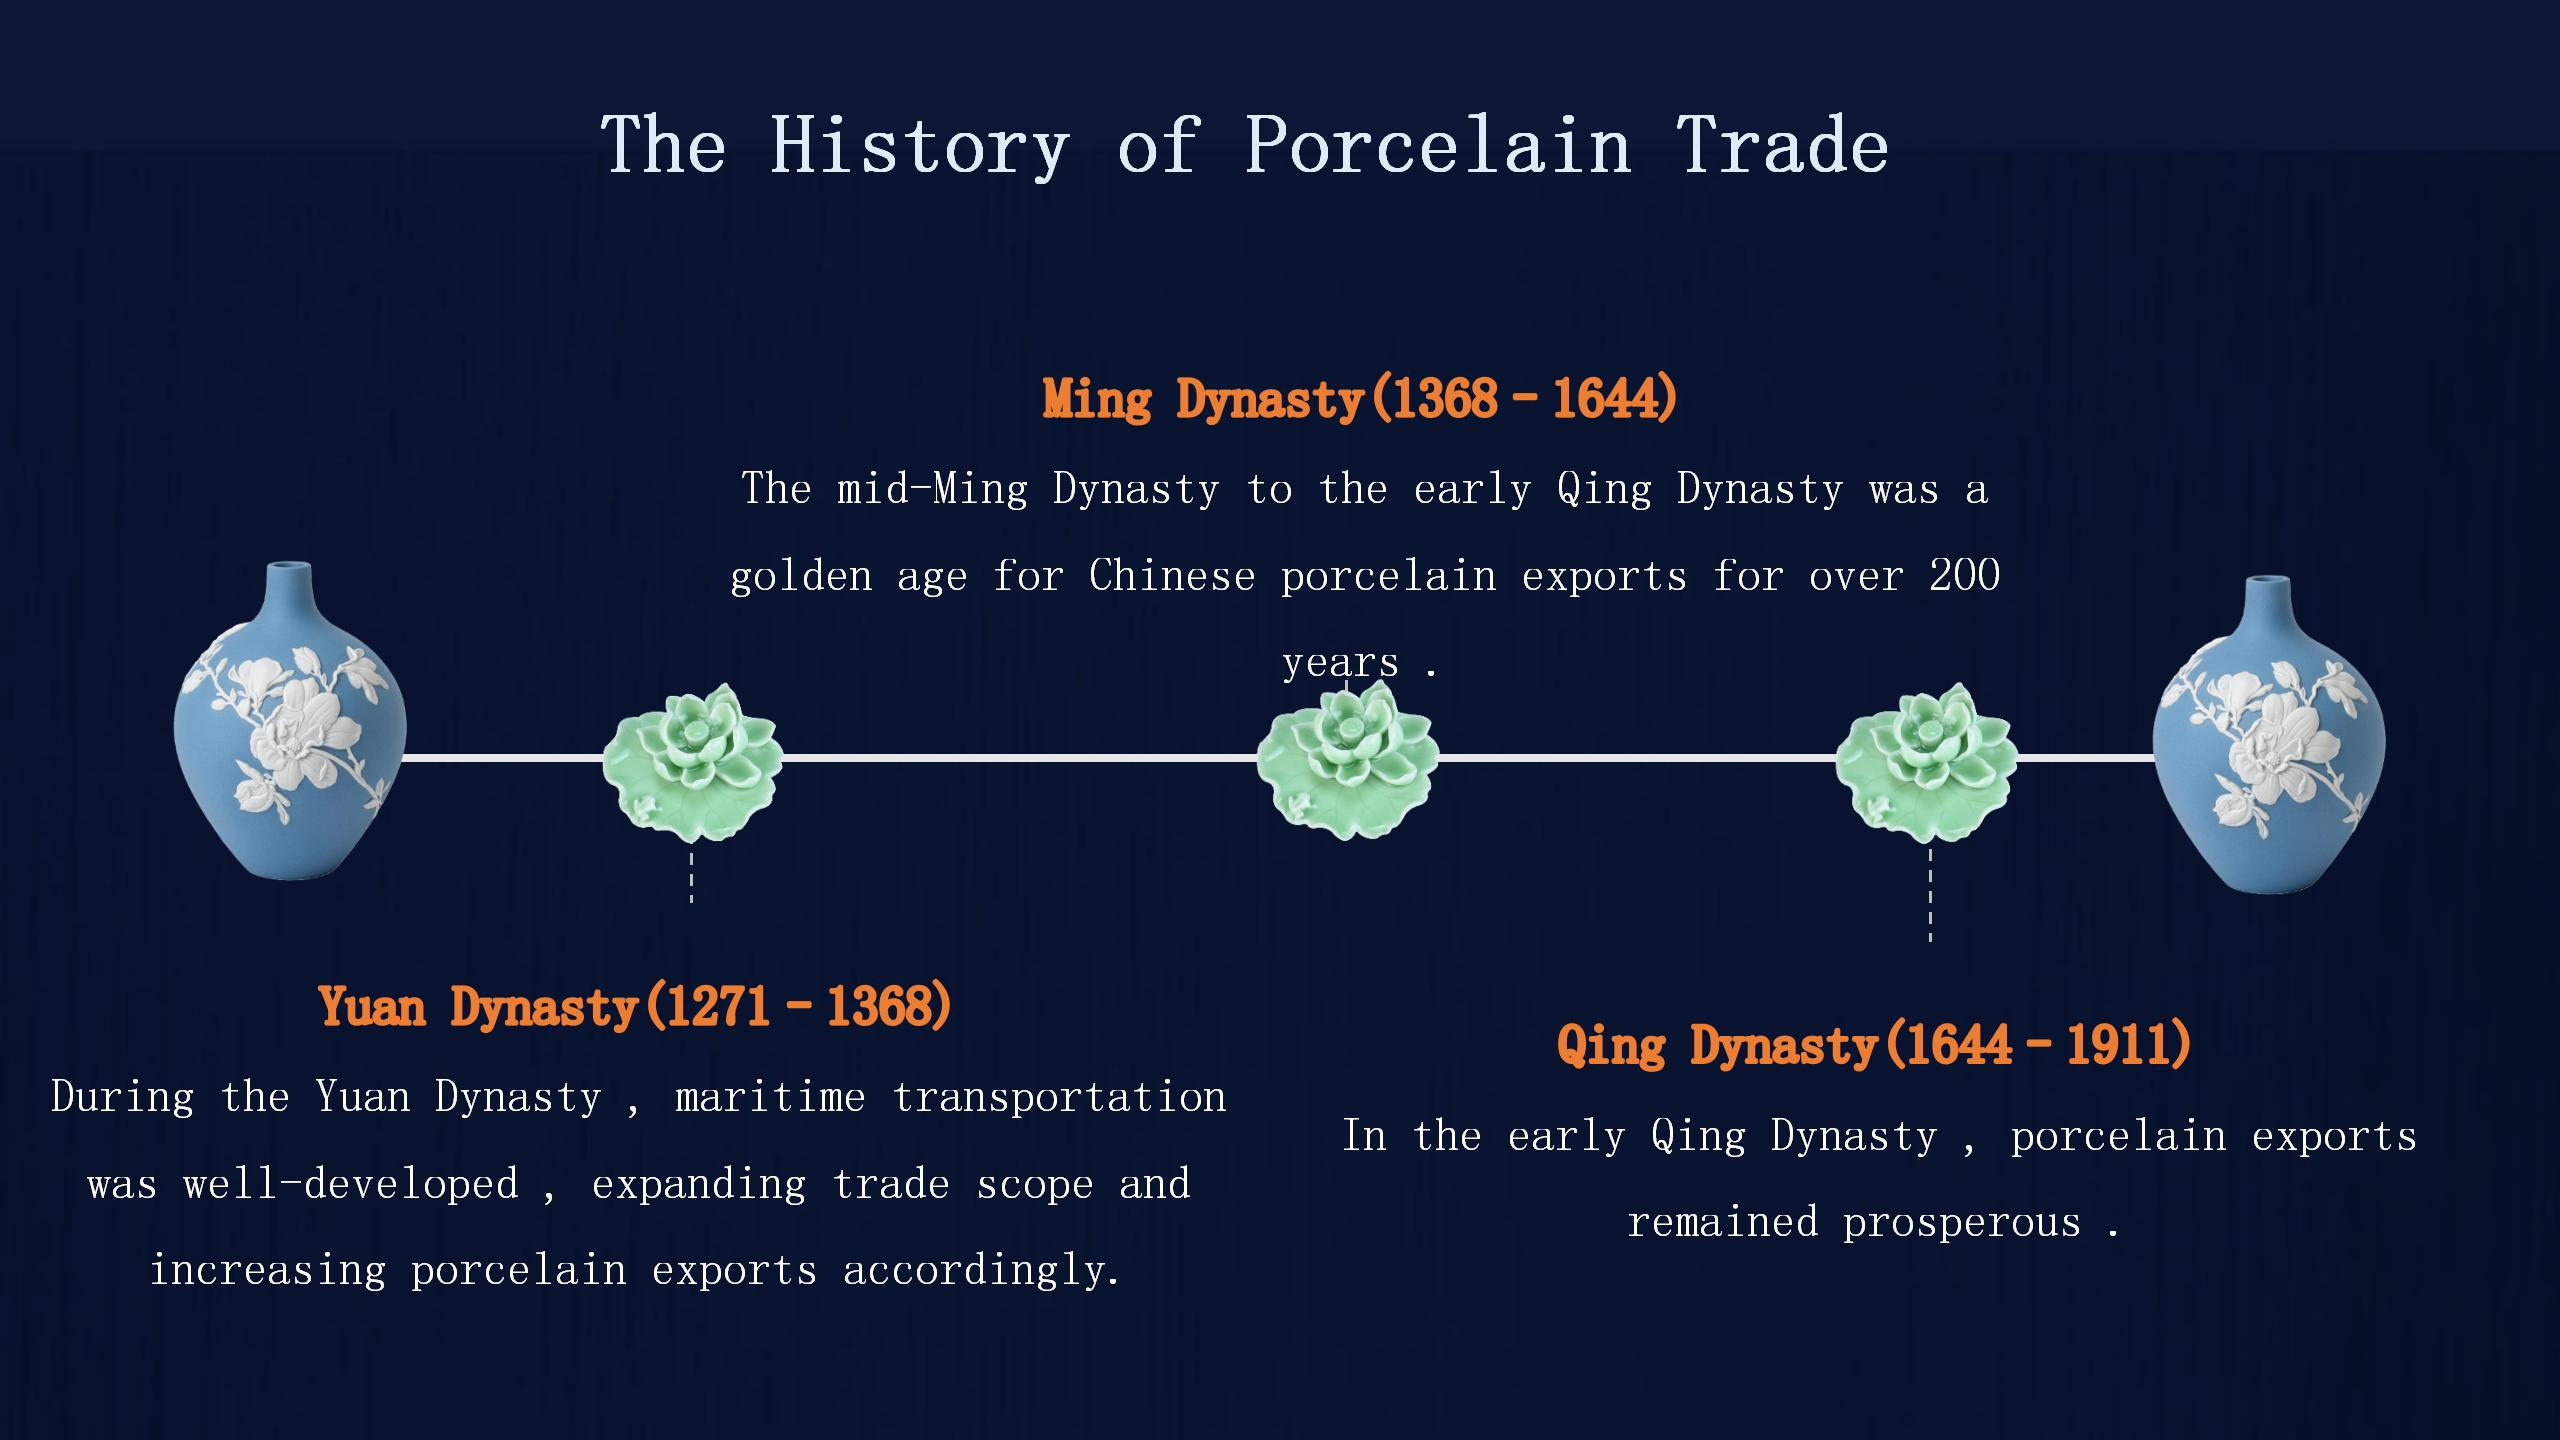 The History of Porcelain Trade
Ming Dynasty(1368－1644)
The mid-Ming Dynasty to the early Qing Dynasty was a
golden age for Chinese porcelain exports for over 200
years .
Yuan Dynasty(1271－1368)
During the Yuan Dynasty , maritime transportation
was well-developed , expanding trade scope and
increasing porcelain exports accordingly.
Qing Dynasty(1644－1911)
In the early Qing Dynasty , porcelain exports
remained prosperous .